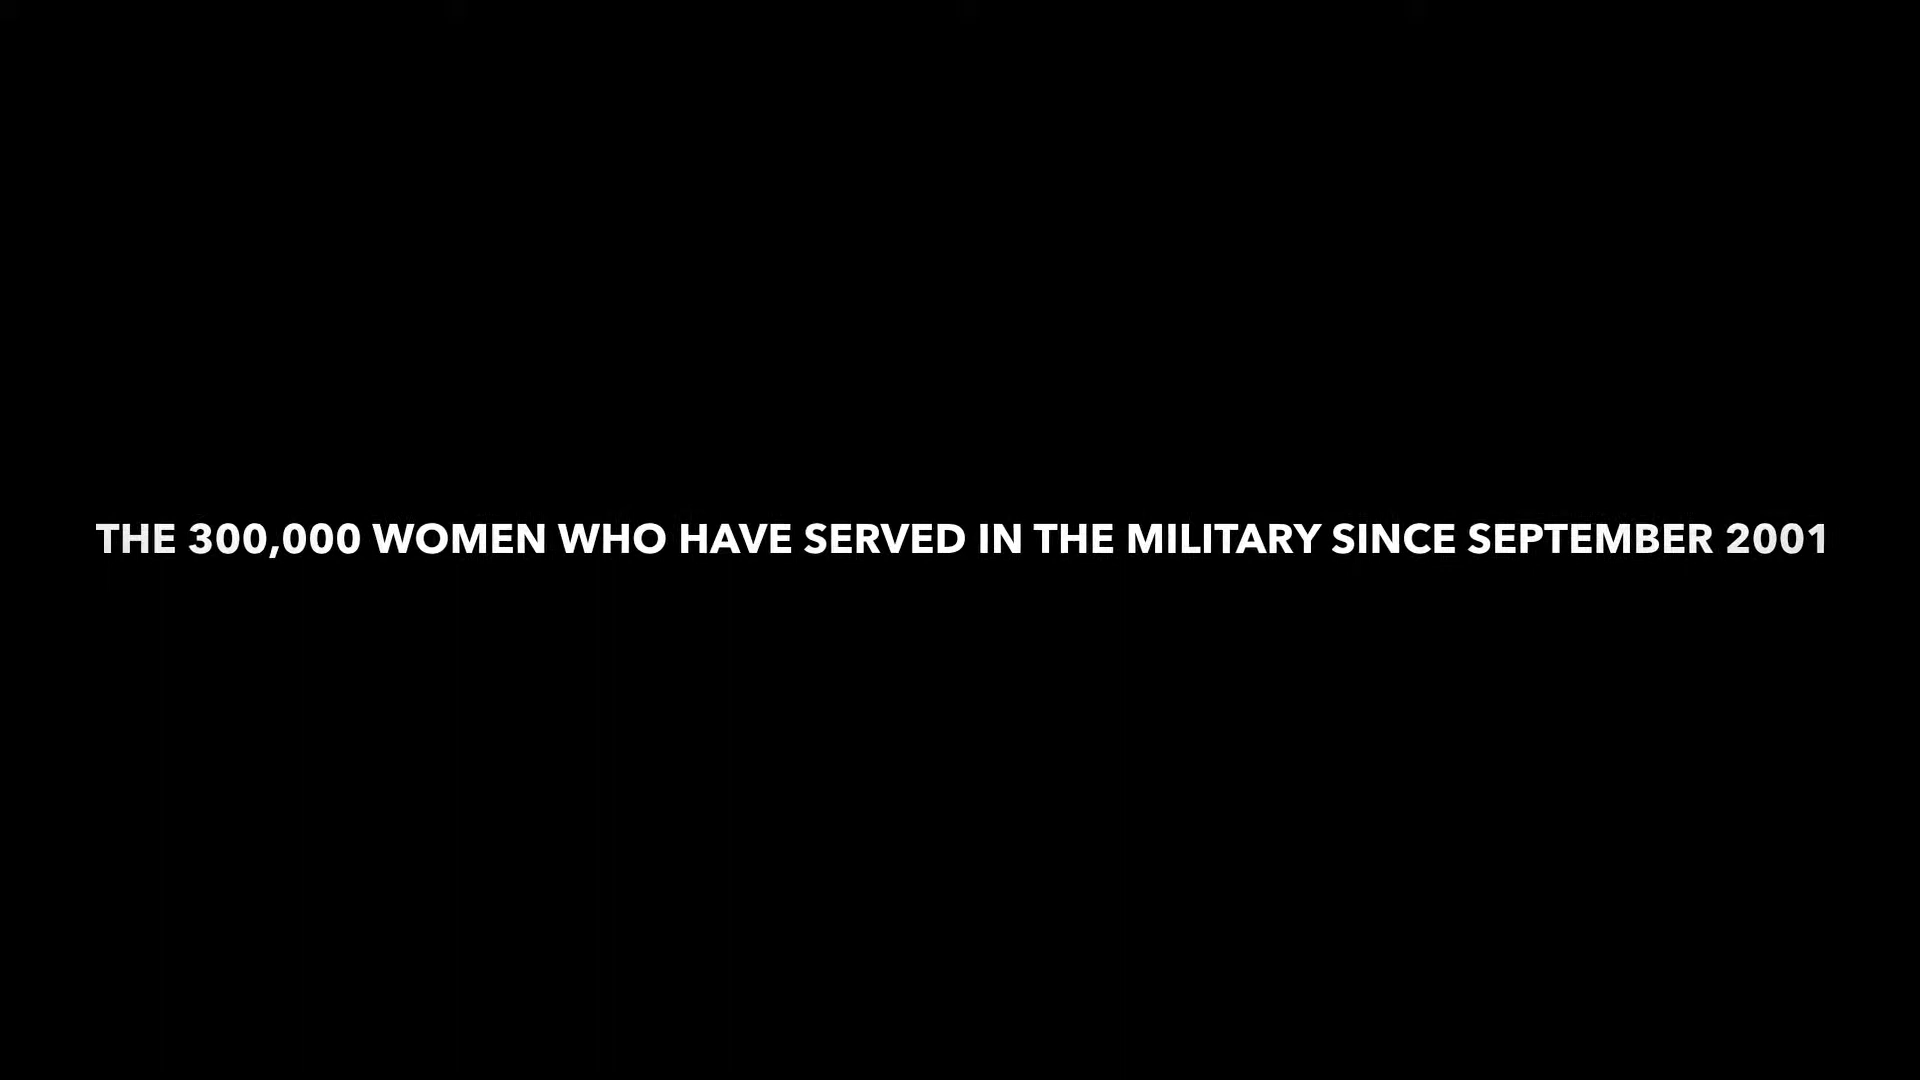 THE 300,000 WOMEN WHO HAVE SERVED IN THE MILITARY SINCE SEPTEMBER 2001